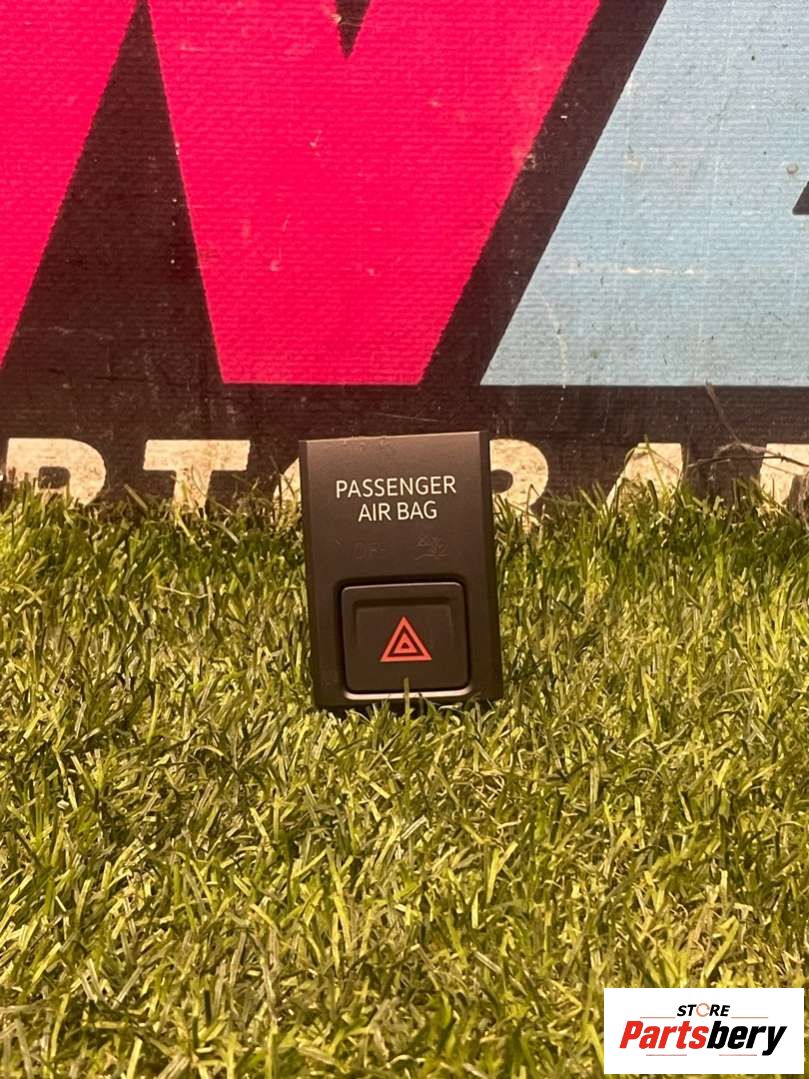 PASSENGER
AIR BAG
OFF
STORE
Partsbery